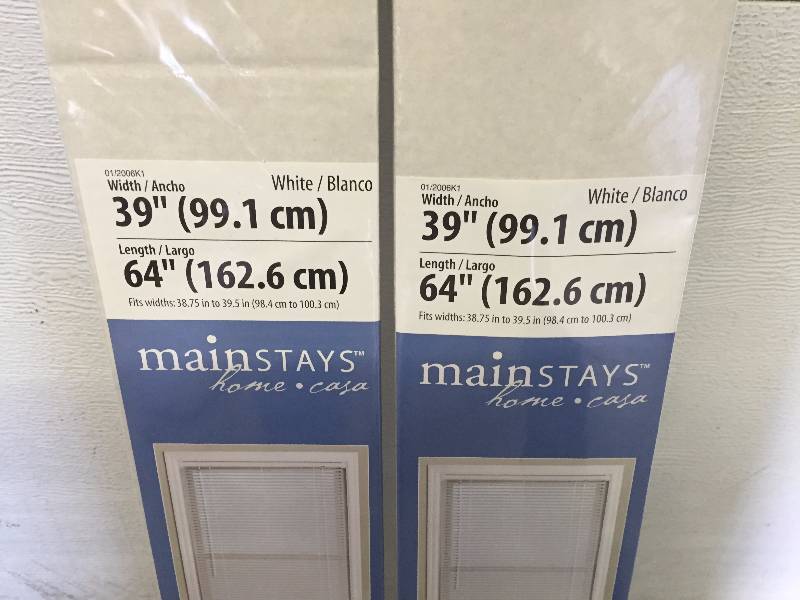 01/2006K1
Width / Ancho
White / Blanco
39" (99.1 cm)
Length / Largo
64" (162.6 cm)
Fits widths: 38.75 in to 39.5 in (98.4 cm to 100.3 cm)
mainSTAYS™
home • casa
01/2006K1
Width / Ancho
White / Blanco
39" (99.1 cm)
Length / Largo
64" (162.6 cm)
Fits widths: 38.75 in to 39.5 in (98.4 cm to 100.3 cm)
mainSTAYS™
home • casa